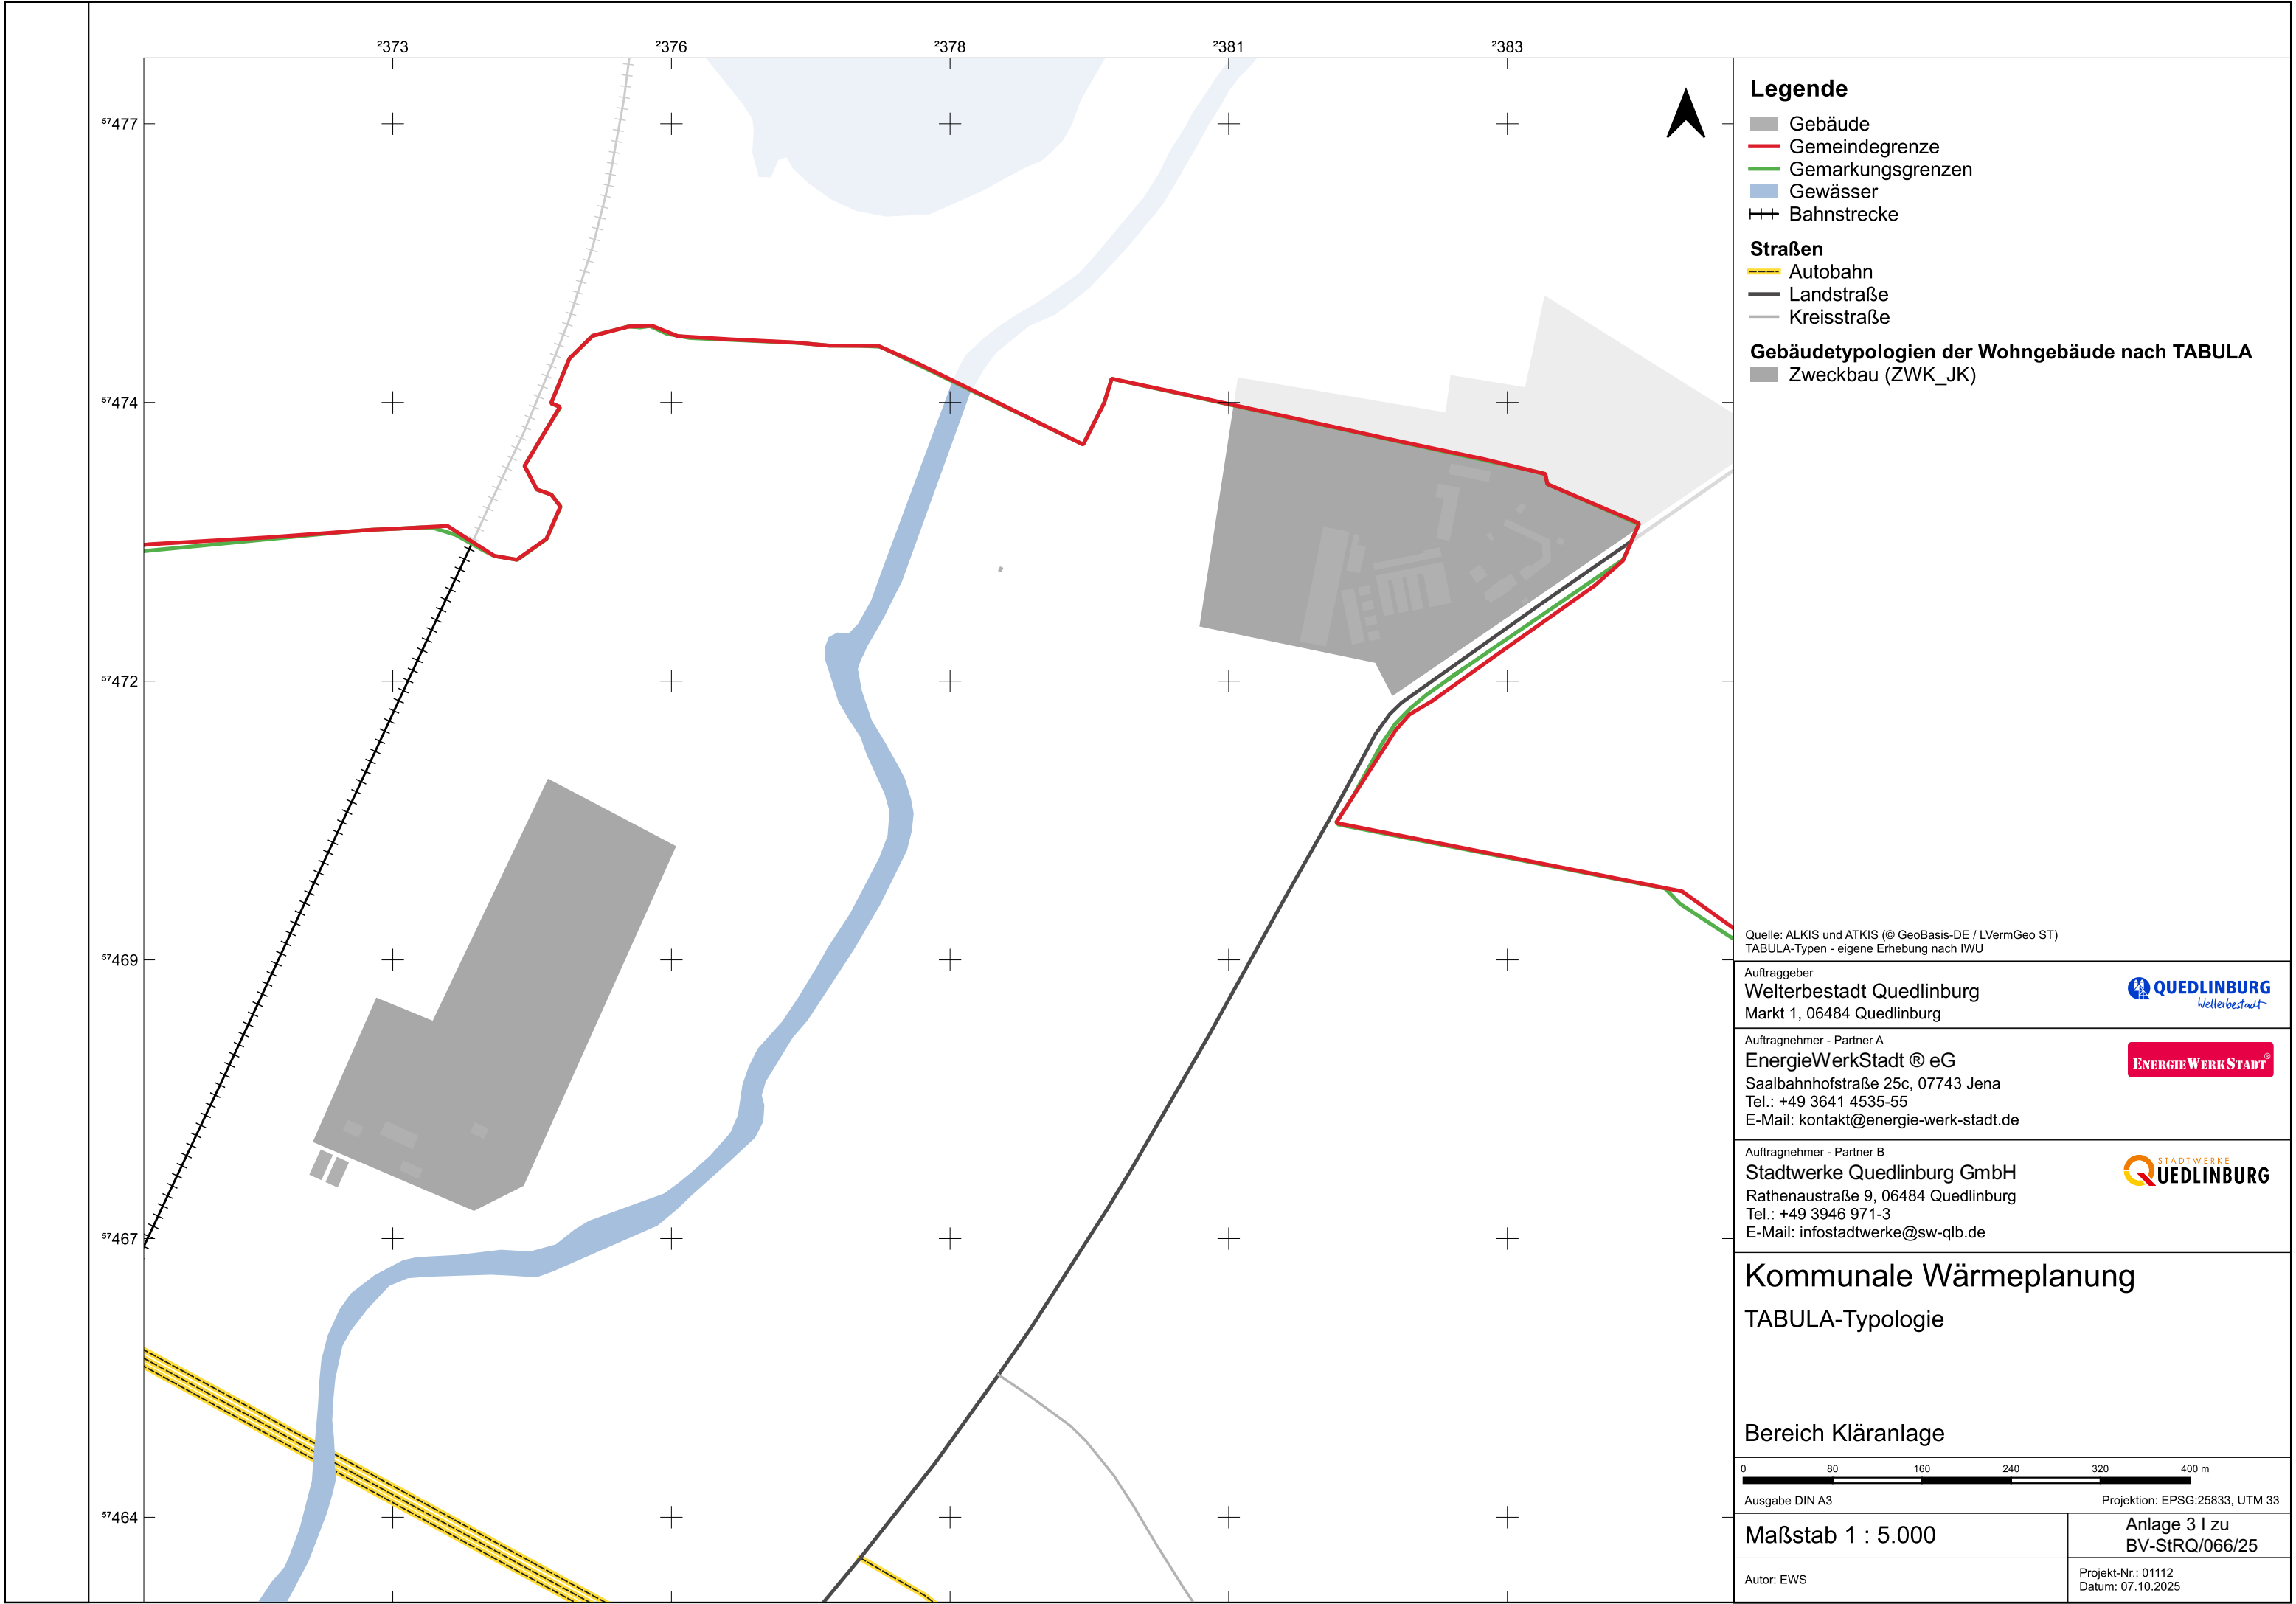 ²373 ²376 ²378 ²381 ²383
⁵⁷477
⁵⁷474
⁵⁷472
⁵⁷469
⁵⁷467
⁵⁷464
Legende
Gebäude
Gemeindegrenze
Gemarkungsgrenzen
Gewässer
Bahnstrecke
Straßen
Autobahn
Landstraße
Kreisstraße
Gebäudetypologien der Wohngebäude nach TABULA
Zweckbau (ZWK_JK)
Quelle: ALKIS und ATKIS (© GeoBasis-DE / LVermGeo ST)
TABULA-Typen - eigene Erhebung nach IWU
Auftraggeber
Welterbestadt Quedlinburg
Markt 1, 06484 Quedlinburg
QUEDLINBURG
Welterbestadt
Auftragnehmer - Partner A
EnergieWerkStadt ® eG
Saalbahnhofstraße 25c, 07743 Jena
Tel.: +49 3641 4535-55
E-Mail: kontakt@energie-werk-stadt.de
ENERGIEWERKSTADT®
Auftragnehmer - Partner B
Stadtwerke Quedlinburg GmbH
Rathenaustraße 9, 06484 Quedlinburg
Tel.: +49 3946 971-3
E-Mail: infostadtwerke@sw-qlb.de
STADTWERKE
QUEDLINBURG
Kommunale Wärmeplanung
TABULA-Typologie
Bereich Kläranlage
0 80 160 240 320 400 m
Ausgabe DIN A3 Projektion: EPSG:25833, UTM 33
Maßstab 1 : 5.000
Anlage 3 I zu
BV-StRQ/066/25
Autor: EWS
Projekt-Nr.: 01112
Datum: 07.10.2025